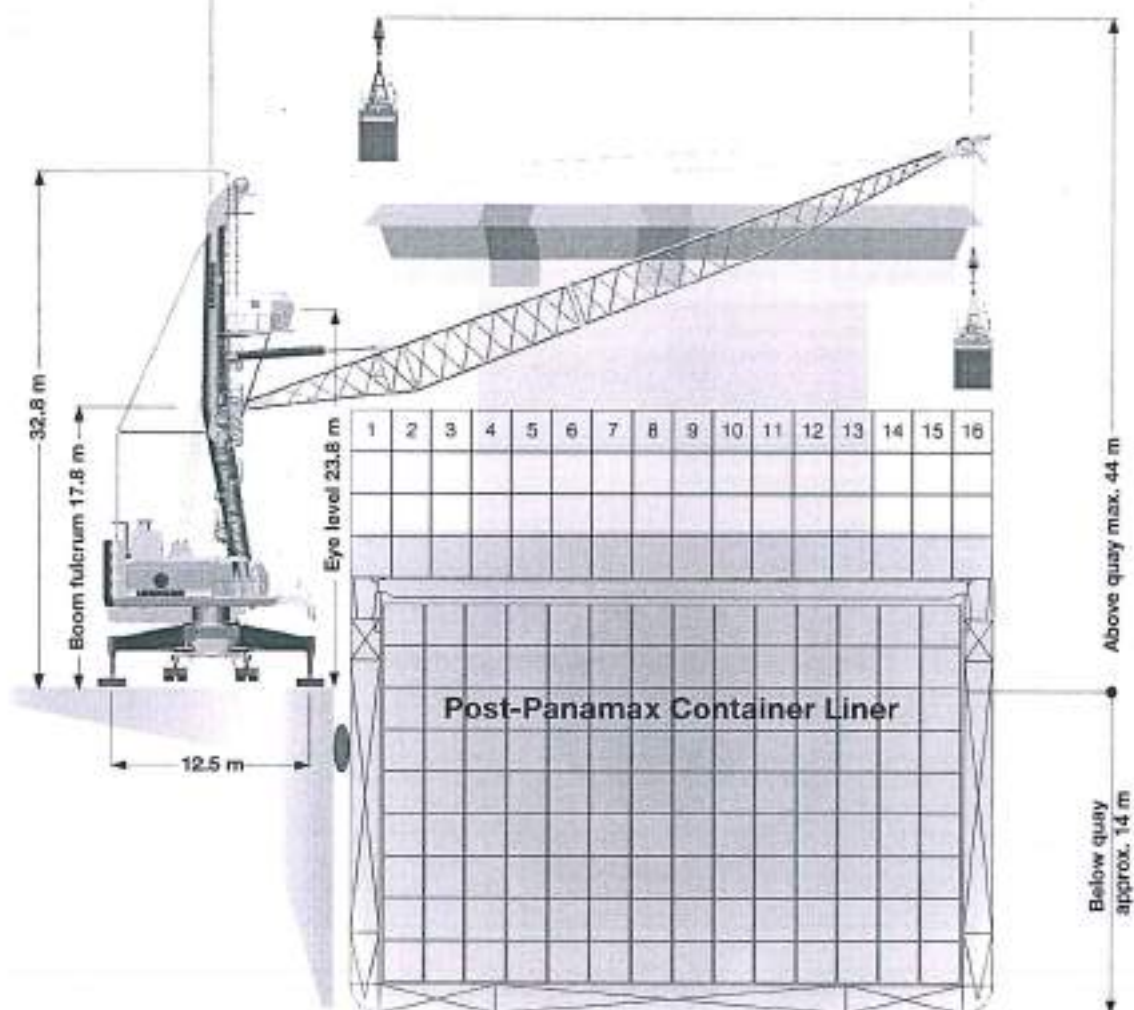 32.8 m
Boom fulcrum 17.8 m
Eye level 23.8 m
12.5 m
1 2 3 4 5 6 7 8 9 10 11 12 13 14 15 16
Post-Panamax Container Liner
Above quay max. 44 m
Below quay
approx. 14 m
LIEBHERR